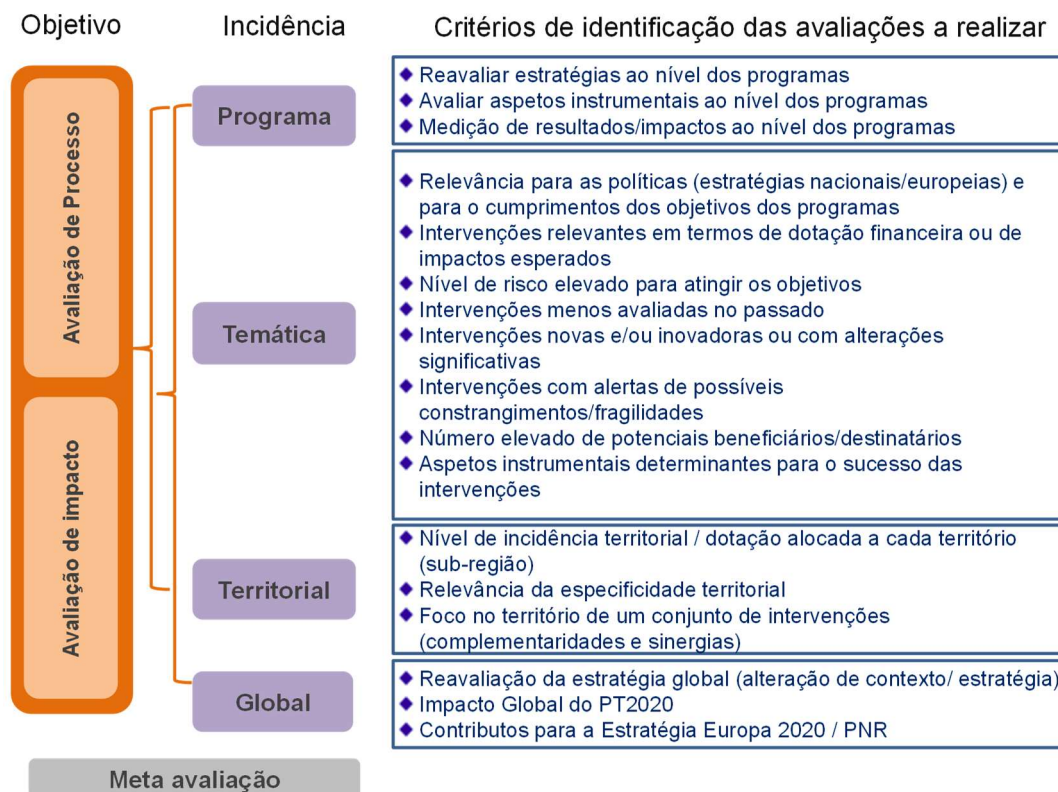 Objetivo
Incidência
Critérios de identificação das avaliações a realizar
Avaliação de Processo
Avaliação de impacto
Programa
◆ Reavaliar estratégias ao nível dos programas
◆ Avaliar aspetos instrumentais ao nível dos programas
◆ Medição de resultados/impactos ao nível dos programas
Temática
◆ Relevância para as políticas (estratégias nacionais/europeias) e
para o cumprimentos dos objetivos dos programas
◆ Intervenções relevantes em termos de dotação financeira ou de
impactos esperados
◆ Nível de risco elevado para atingir os objetivos
◆ Intervenções menos avaliadas no passado
◆ Intervenções novas e/ou inovadoras ou com alterações
significativas
◆ Intervenções com alertas de possíveis
constrangimentos/fragilidades
◆ Número elevado de potenciais beneficiários/destinatários
◆ Aspetos instrumentais determinantes para o sucesso das
intervenções
Territorial
◆ Nível de incidência territorial / dotação alocada a cada território
(sub-região)
◆ Relevância da especificidade territorial
◆ Foco no território de um conjunto de intervenções
(complementaridades e sinergias)
Global
◆ Reavaliação da estratégia global (alteração de contexto/ estratégia)
◆ Impacto Global do PT2020
◆ Contributos para a Estratégia Europa 2020 / PNR
Meta avaliação